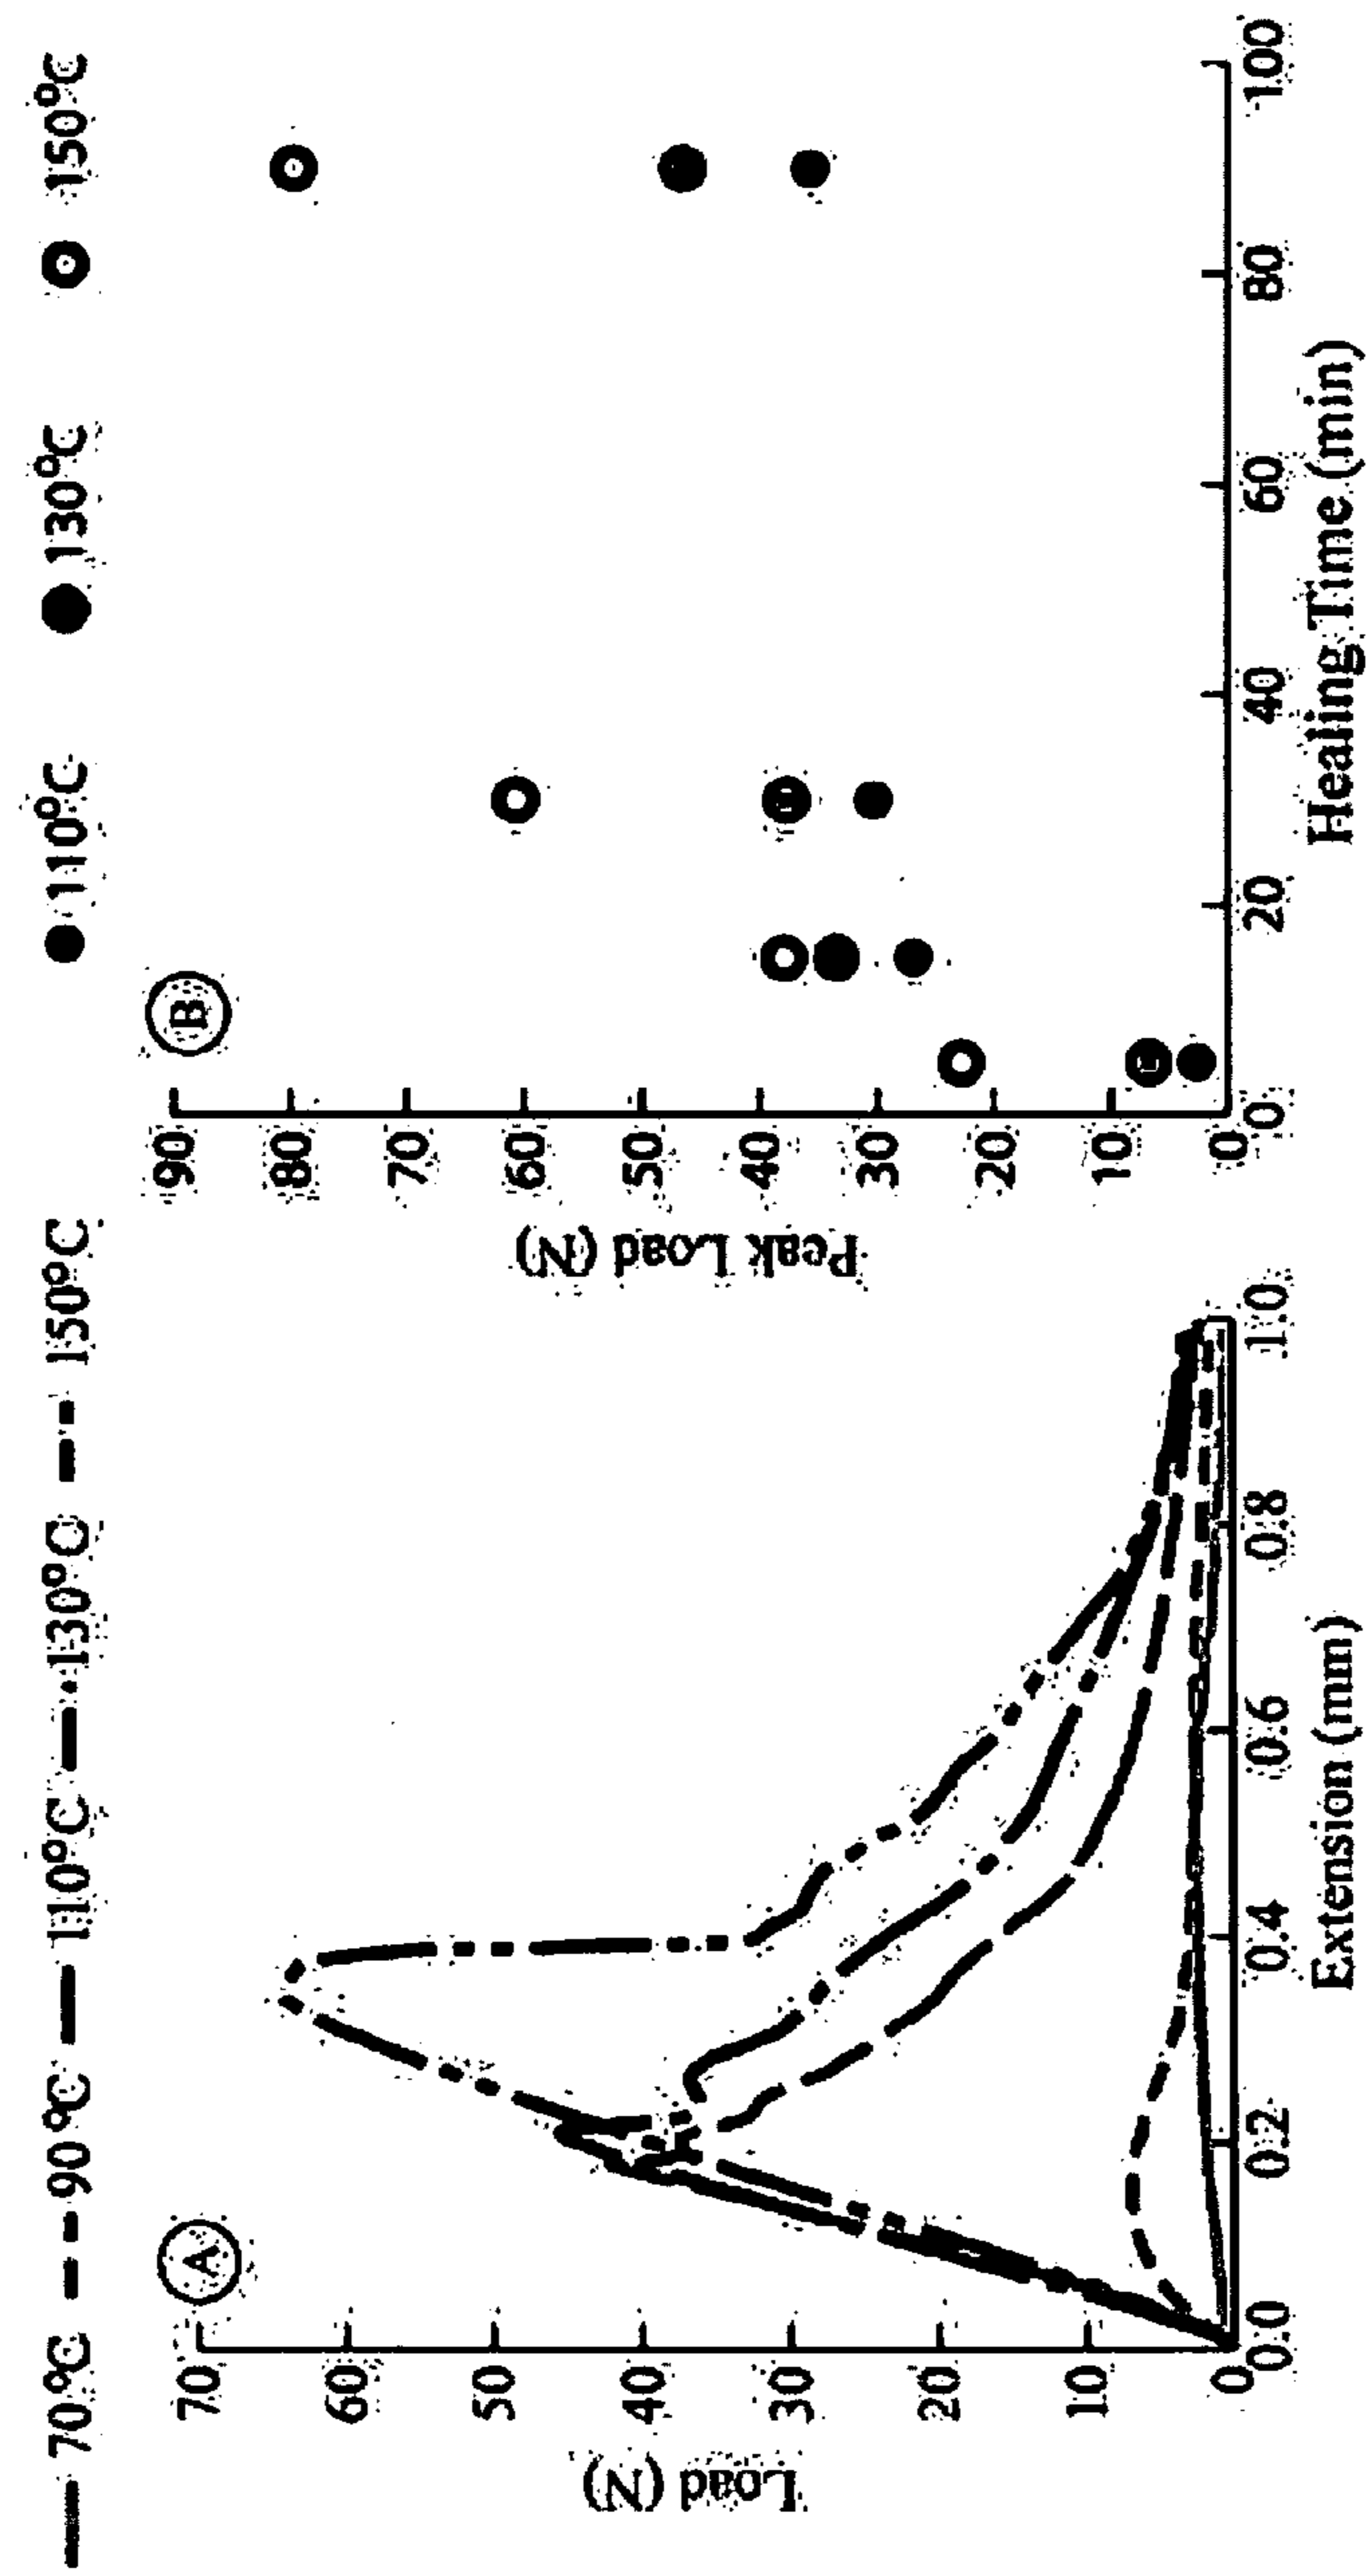 70°C 90°C 110°C 130°C 150°C
A
Load (N)
70
60
50
40
30
20
10
0
0.0 0.2 0.4 0.6 0.8 1.0
Extension (mm)
110°C 130°C 150°C
B
Peak Load (N)
90
80
70
60
50
40
30
20
10
0
0 20 40 60 80 100
Healing Time (min)